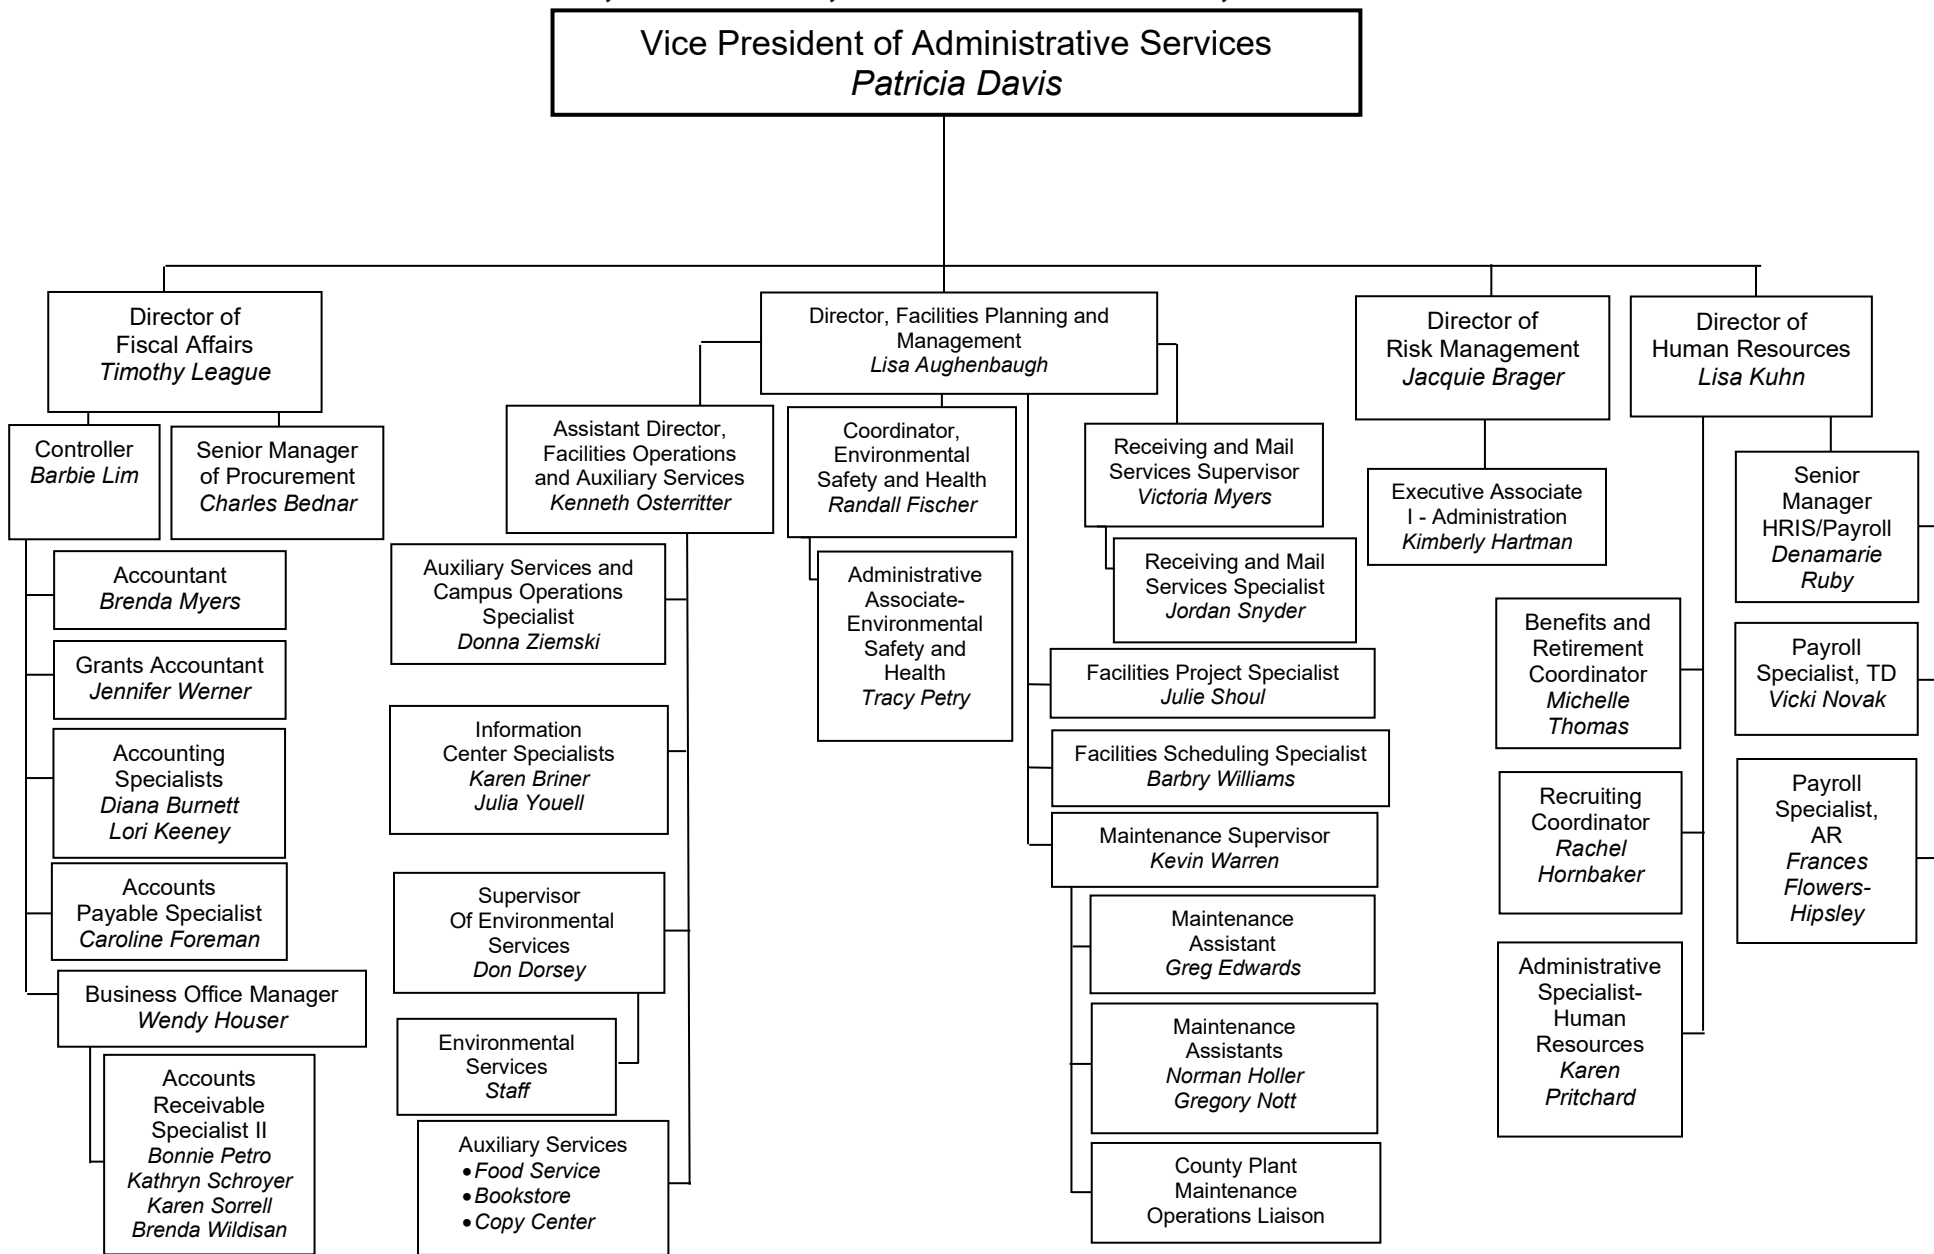 Vice President of Administrative Services
Patricia Davis
Director of
Fiscal Affairs
Timothy League
Controller
Barbie Lim
Senior Manager
of Procurement
Charles Bednar
Accountant
Brenda Myers
Grants Accountant
Jennifer Werner
Accounting
Specialists
Diana Burnett
Lori Keeney
Accounts
Payable Specialist
Caroline Foreman
Business Office Manager
Wendy Houser
Accounts
Receivable
Specialist II
Bonnie Petro
Kathryn Schroyer
Karen Sorrell
Brenda Wildisan
Director, Facilities Planning and
Management
Lisa Aughenbaugh
Assistant Director,
Facilities Operations
and Auxiliary Services
Kenneth Osterritter
Auxiliary Services and
Campus Operations
Specialist
Donna Ziemski
Information
Center Specialists
Karen Briner
Julia Youell
Supervisor
Of Environmental
Services
Don Dorsey
Environmental
Services
Staff
Auxiliary Services
• Food Service
• Bookstore
• Copy Center
Coordinator,
Environmental
Safety and Health
Randall Fischer
Administrative
Associate-
Environmental
Safety and
Health
Tracy Petry
Receiving and Mail
Services Supervisor
Victoria Myers
Receiving and Mail
Services Specialist
Jordan Snyder
Facilities Project Specialist
Julie Shoul
Facilities Scheduling Specialist
Barbry Williams
Maintenance Supervisor
Kevin Warren
Maintenance
Assistant
Greg Edwards
Maintenance
Assistants
Norman Holler
Gregory Nott
County Plant
Maintenance
Operations Liaison
Director of
Risk Management
Jacquie Brager
Executive Associate
I - Administration
Kimberly Hartman
Director of
Human Resources
Lisa Kuhn
Benefits and
Retirement
Coordinator
Michelle
Thomas
Recruiting
Coordinator
Rachel
Hornbaker
Administrative
Specialist-
Human
Resources
Karen
Pritchard
Senior
Manager
HRIS/Payroll
Denamarie
Ruby
Payroll
Specialist, TD
Vicki Novak
Payroll
Specialist,
AR
Frances
Flowers-
Hipsley